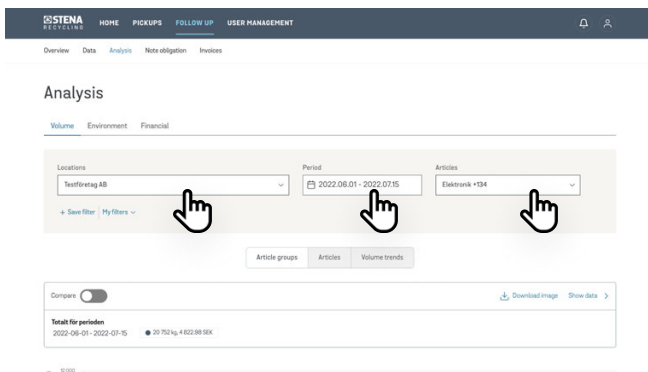 STENA
RECYCLING
HOME PICKUPS FOLLOW UP USER MANAGEMENT
Overview Data Analysis Note obligation Invoices
Analysis
Volume Environment Financial
Locations Period Articles
Testföretag AB 2022.06.01 - 2022.07.15 Elektronik +134
+ Save filter My filters
Article groups Articles Volume trends
Compare Download image Show data
Totalt för perioden
2022-06-01 - 2022-07-15 20 752 kg, 4 822.98 SEK